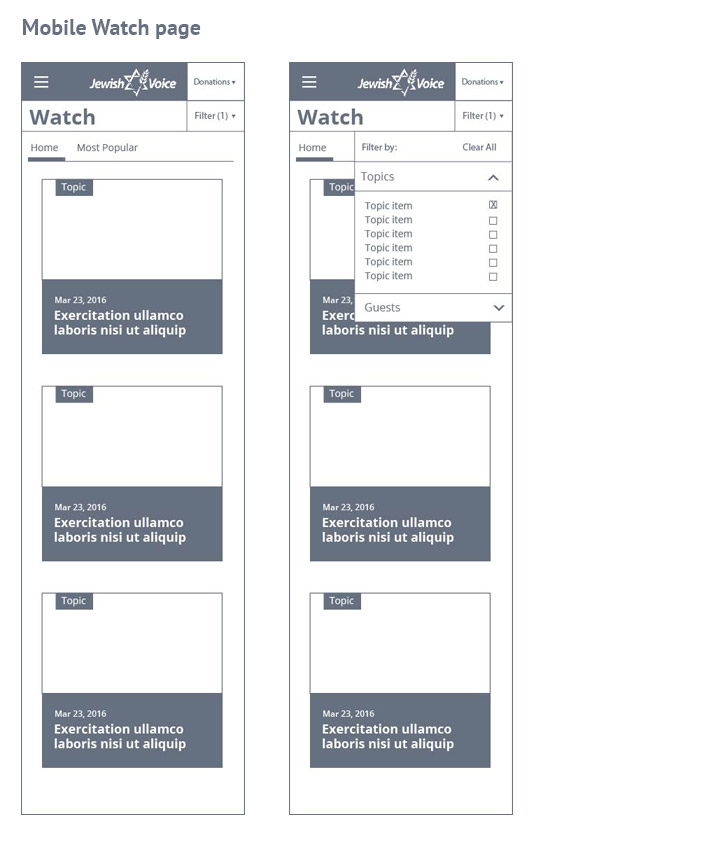 Mobile Watch page
Jewish Voice
Donations ▾
Watch
Filter (1) ▾
Home Most Popular
Topic
Mar 23, 2016
Exercitation ullamco
laboris nisi ut aliquip
Topic
Mar 23, 2016
Exercitation ullamco
laboris nisi ut aliquip
Topic
Mar 23, 2016
Exercitation ullamco
laboris nisi ut aliquip
Jewish Voice
Donations ▾
Watch
Filter (1) ▾
Home
Filter by: Clear All
Topics
Topic item X
Topic item
Topic item
Topic item
Topic item
Topic item
Guests
Topic
Mar 23,
Exerc
laboris nisi ut aliquip
Topic
Mar 23, 2016
Exercitation ullamco
laboris nisi ut aliquip
Topic
Mar 23, 2016
Exercitation ullamco
laboris nisi ut aliquip